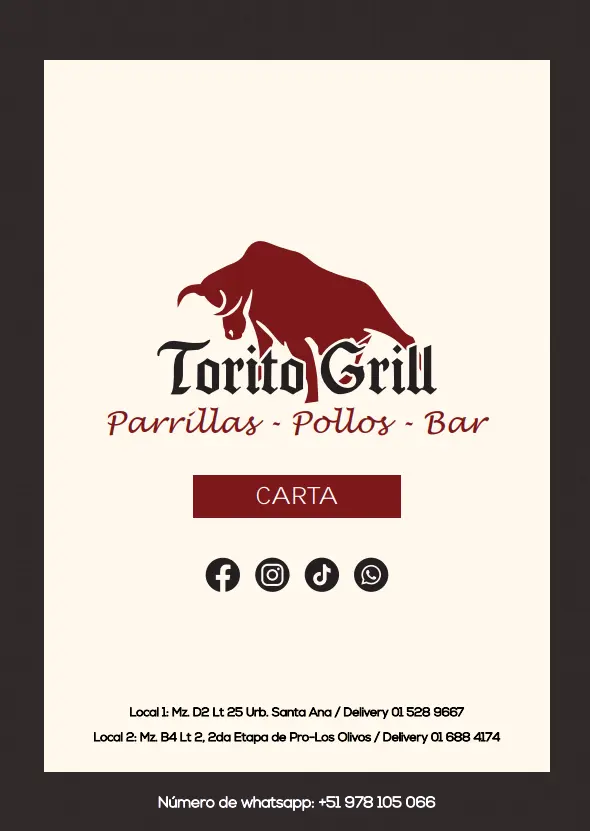 Torito Grill
Parrillas - Pollos - Bar
CARTA
Local 1: Mz. D2 Lt 25 Urb. Santa Ana / Delivery 01 528 9667
Local 2: Mz. B4 Lt 2, 2da Etapa de Pro-Los Olivos / Delivery 01 688 4174
Número de whatsapp: +51 978 105 066